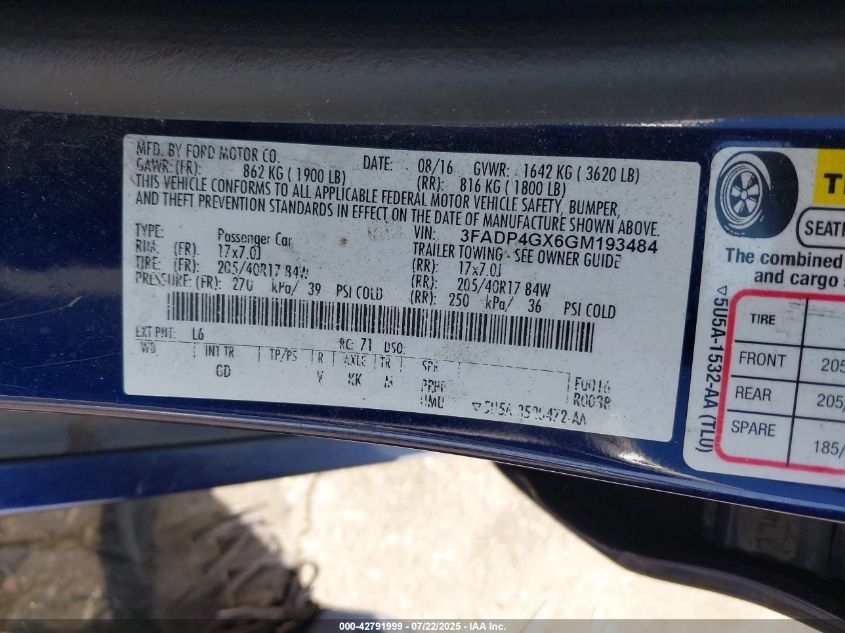 MFD. BY FORD MOTOR CO.
DATE: 08/16 GVWR: 1642 KG ( 3620 LB)
GAWR:(FR): 862 KG ( 1900 LB) (RR): 816 KG ( 1800 LB)
THIS VEHICLE CONFORMS TO ALL APPLICABLE FEDERAL MOTOR VEHICLE SAFETY, BUMPER,
AND THEFT PREVENTION STANDARDS IN EFFECT ON THE DATE OF MANUFACTURE SHOWN ABOVE.
VIN: 3FADP4GX6GM193484
TYPE: Passenger Car TRAILER TOWING - SEE OWNER GUIDE
RIM: (FR): 17x7.0J (RR): 17x7.0J
TIRE: (FR): 205/40R17 84W (RR): 205/40R17 84W
PRESSURE: (FR): 270 kPa/ 39 PSI COLD (RR): 250 kPa/ 36 PSI COLD
EXT PNT: L6 RC: 71 DSO:
WB INT TR TP/PS R AXLE TR SPR
GD V KK M
F0016
R0038
▽5U5A-1532-AA (TLU)
SEATI
The combined
and cargo
TIRE
FRONT 205
REAR 205/
SPARE 185/
000-42791999 - 07/22/2025 - IAA Inc.